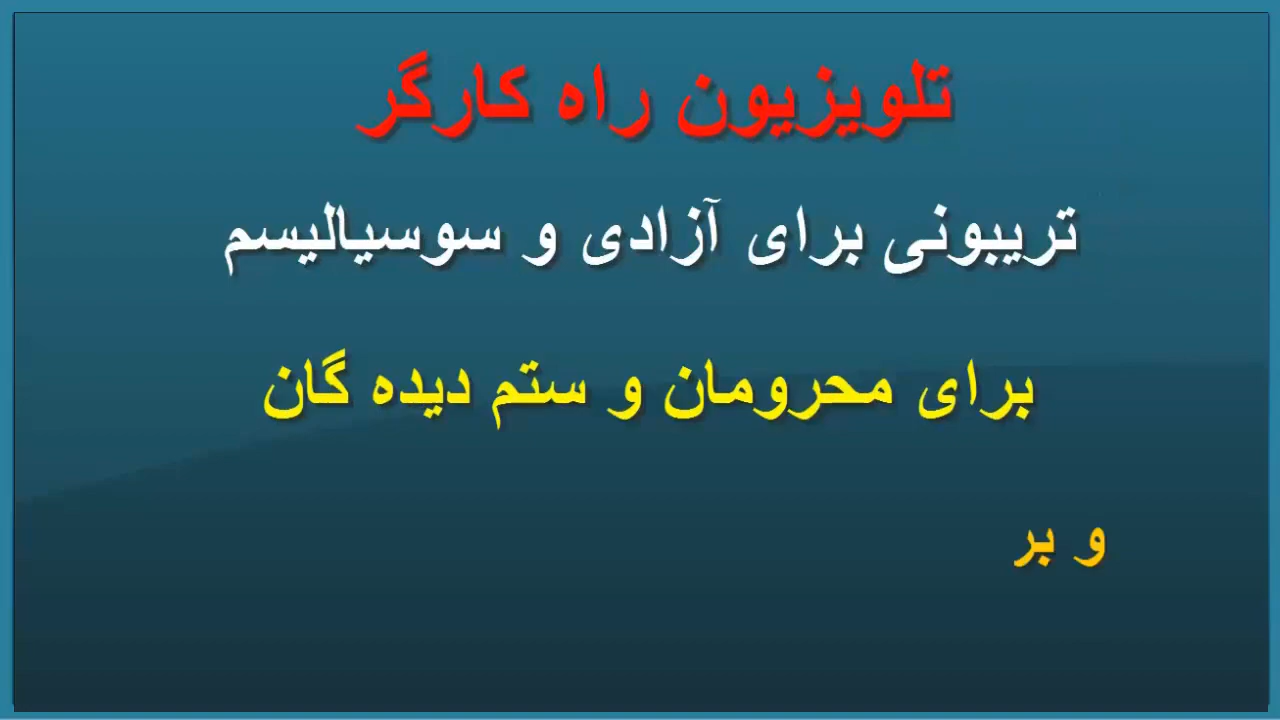 تلویزیون راه کارگر
تریبونی برای آزادی و سوسیالیسم
برای محرومان و ستم دیده گان
و بر